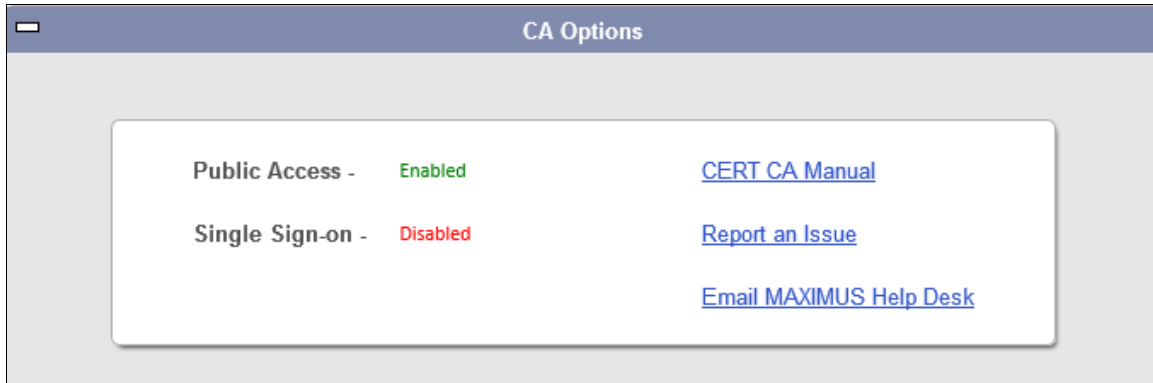 CA Options
Public Access - Enabled CERT CA Manual
Single Sign-on - Disabled Report an Issue
Email MAXIMUS Help Desk